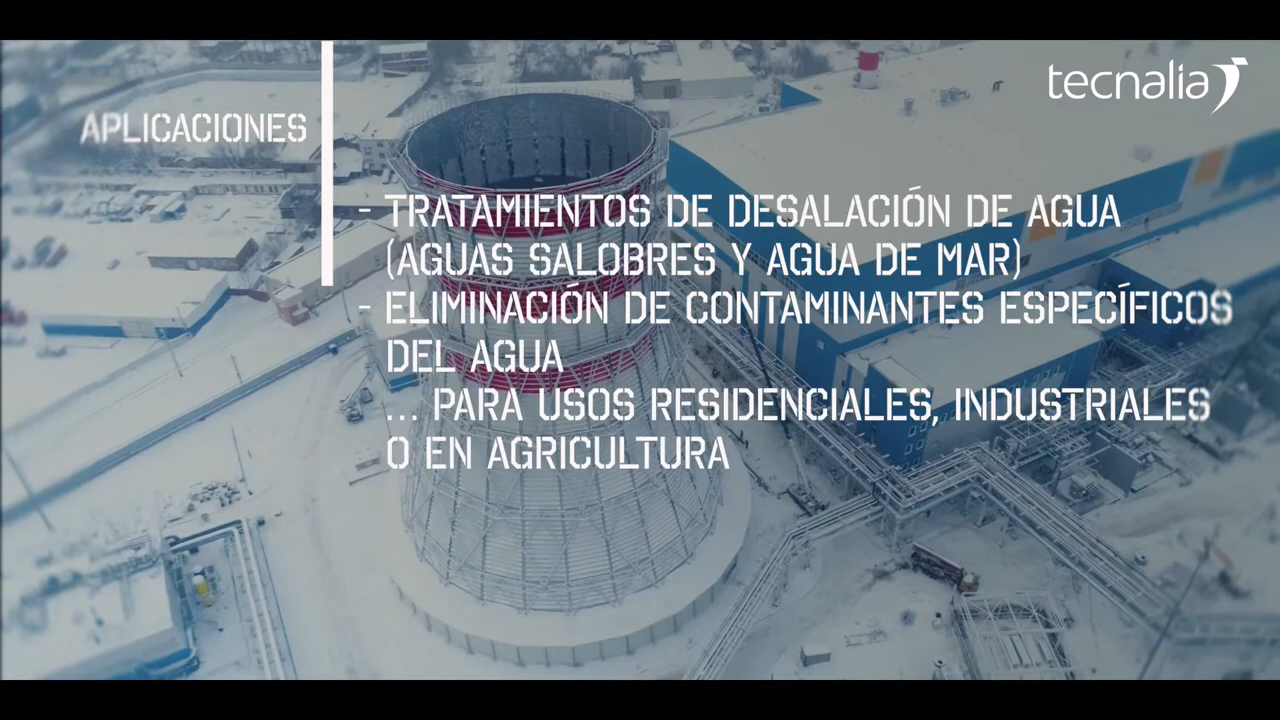 tecnalia
APLICACIONES
- TRATAMIENTOS DE DESALACIÓN DE AGUA
(AGUAS SALOBRES Y AGUA DE MAR)
- ELIMINACIÓN DE CONTAMINANTES ESPECÍFICOS
DEL AGUA
... PARA USOS RESIDENCIALES, INDUSTRIALES
O EN AGRICULTURA